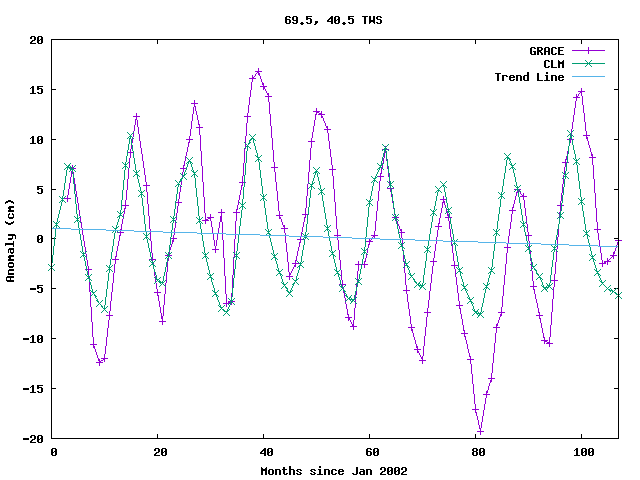 69.5, 40.5 TWS
GRACE
CLM
Trend Line
Anomaly (cm)
20
15
10
5
0
-5
-10
-15
-20
0 20 40 60 80 100
Months since Jan 2002